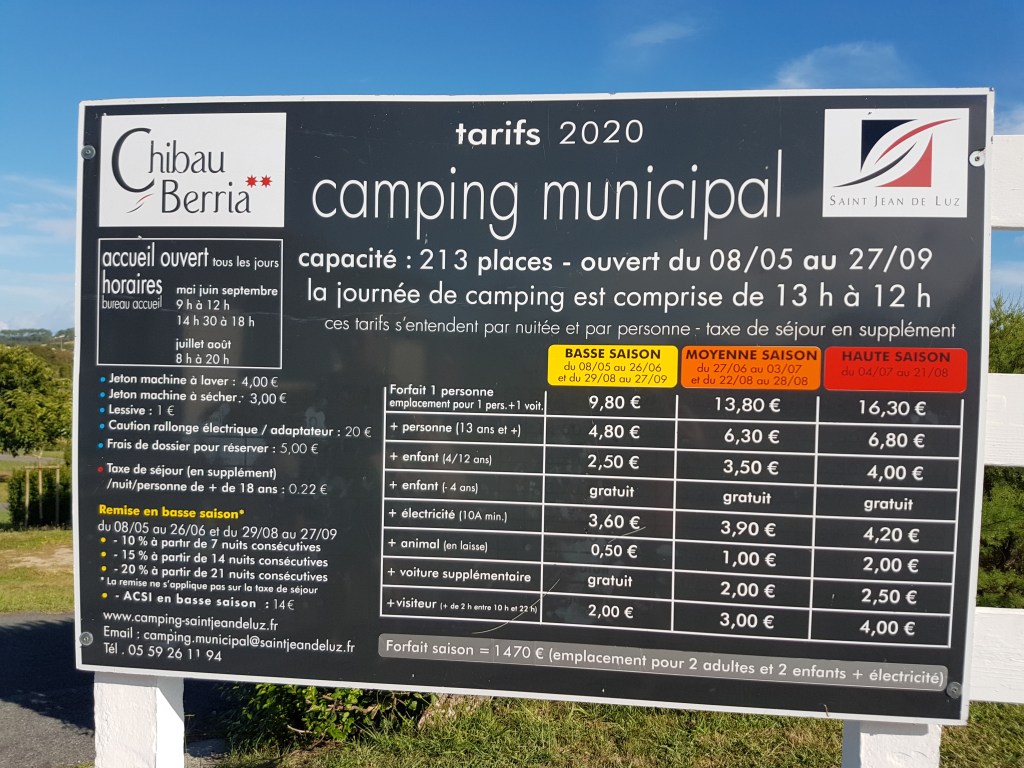 Chibau
Berria**
tarifs 2020
camping municipal
SAINT JEAN DE LUZ
capacité : 213 places - ouvert du 08/05 au 27/09
la journée de camping est comprise de 13 h à 12 h
ces tarifs s'entendent par nuitée et par personne - taxe de séjour en supplément
accueil ouvert tous les jours
horaires
bureau accueil
mai juin septembre
9 h à 12 h
14 h 30 à 18 h
juillet août
8 h à 20 h
• Jeton machine à laver : 4,00 €
• Jeton machine à sécher : 3,00 €
• Lessive : 1 €
• Caution rallonge électrique / adaptateur : 20 €
• Frais de dossier pour réserver : 5,00 €
• Taxe de séjour (en supplément)
/nuit/personne de + de 18 ans : 0.22 €
Remise en basse saison*
du 08/05 au 26/06 et du 29/08 au 27/09
• - 10 % à partir de 7 nuits consécutives
• - 15 % à partir de 14 nuits consécutives
• - 20 % à partir de 21 nuits consécutives
* La remise ne s'applique pas sur la taxe de séjour
• - ACSI en basse saison : 14 €
www.camping-saintjeandeluz.fr
Email : camping.municipal@saintjeandeluz.fr
Tél . 05 59 26 11 94
BASSE SAISON
du 08/05 au 26/06
et du 29/08 au 27/09
MOYENNE SAISON
du 27/06 au 03/07
et du 22/08 au 28/08
HAUTE SAISON
du 04/07 au 21/08
Forfait 1 personne
emplacement pour 1 pers.+1 voit. 9,80 € 13,80 € 16,30 €
+ personne (13 ans et +) 4,80 € 6,30 € 6,80 €
+ enfant (4/12 ans) 2,50 € 3,50 € 4,00 €
+ enfant (- 4 ans) gratuit gratuit gratuit
+ électricité (10A min.) 3,60 € 3,90 € 4,20 €
+ animal (en laisse) 0,50 € 1,00 € 2,00 €
+ voiture supplémentaire gratuit 2,00 € 2,50 €
+visiteur (+ de 2 h entre 10 h et 22 h) 2,00 € 3,00 € 4,00 €
Forfait saison = 1470 € (emplacement pour 2 adultes et 2 enfants + électricité)